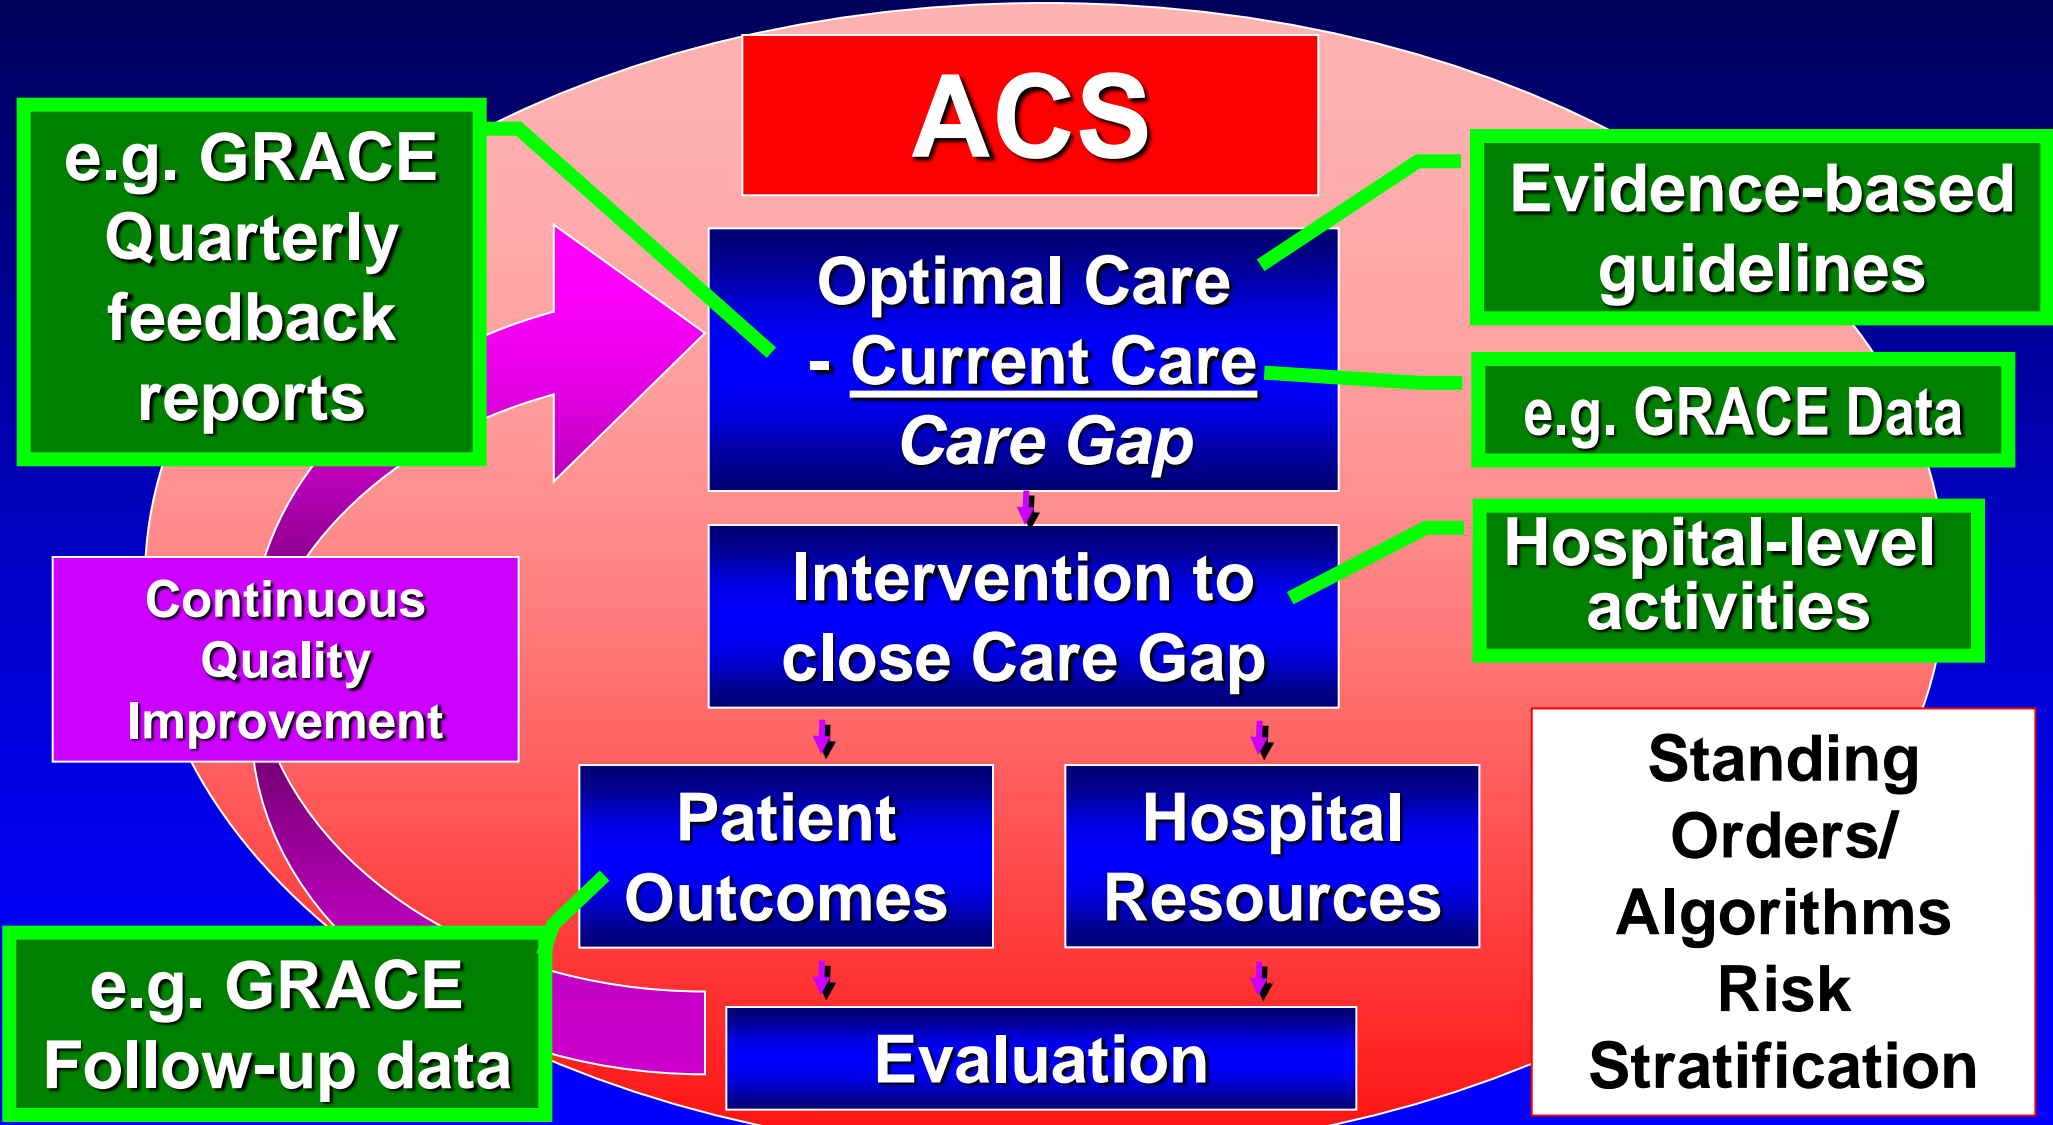 ACS
e.g. GRACE
Quarterly
feedback
reports
Evidence-based
guidelines
Optimal Care
- Current Care
Care Gap
e.g. GRACE Data
Hospital-level
activities
Intervention to
close Care Gap
Continuous
Quality
Improvement
Patient
Outcomes
Hospital
Resources
Standing
Orders/
Algorithms
Risk
Stratification
e.g. GRACE
Follow-up data
Evaluation